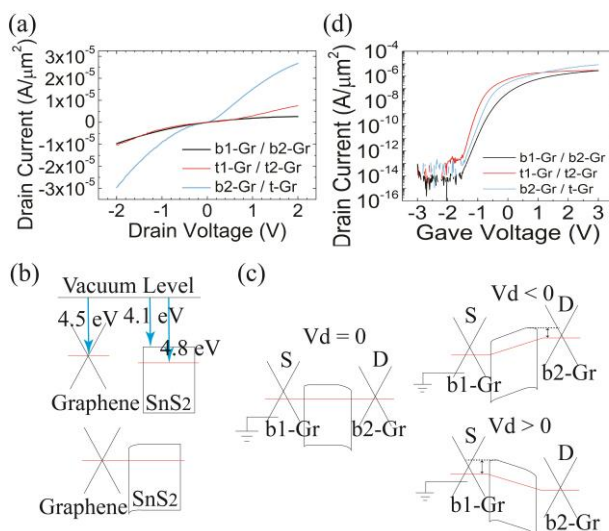 (a)
3x10-5
2x10-5
1x10-5
0
-1x10-5
-2x10-5
-3x10-5
Drain Current (A/μm2)
b1-Gr / b2-Gr
t1-Gr / t2-Gr
b2-Gr / t-Gr
-2 -1 0 1 2
Drain Voltage (V)
(d)
10-4
10-6
10-8
10-10
10-12
10-14
10-16
Drain Current (A/μm2)
b1-Gr / b2-Gr
t1-Gr / t2-Gr
b2-Gr / t-Gr
-3 -2 -1 0 1 2 3
Gave Voltage (V)
(b)
Vacuum Level
4.5 eV
4.1 eV
4.8 eV
Graphene
SnS2
Graphene
SnS2
(c)
Vd = 0
S
D
b1-Gr
b2-Gr
Vd < 0
S
D
b1-Gr
b2-Gr
Vd > 0
S
D
b1-Gr
b2-Gr